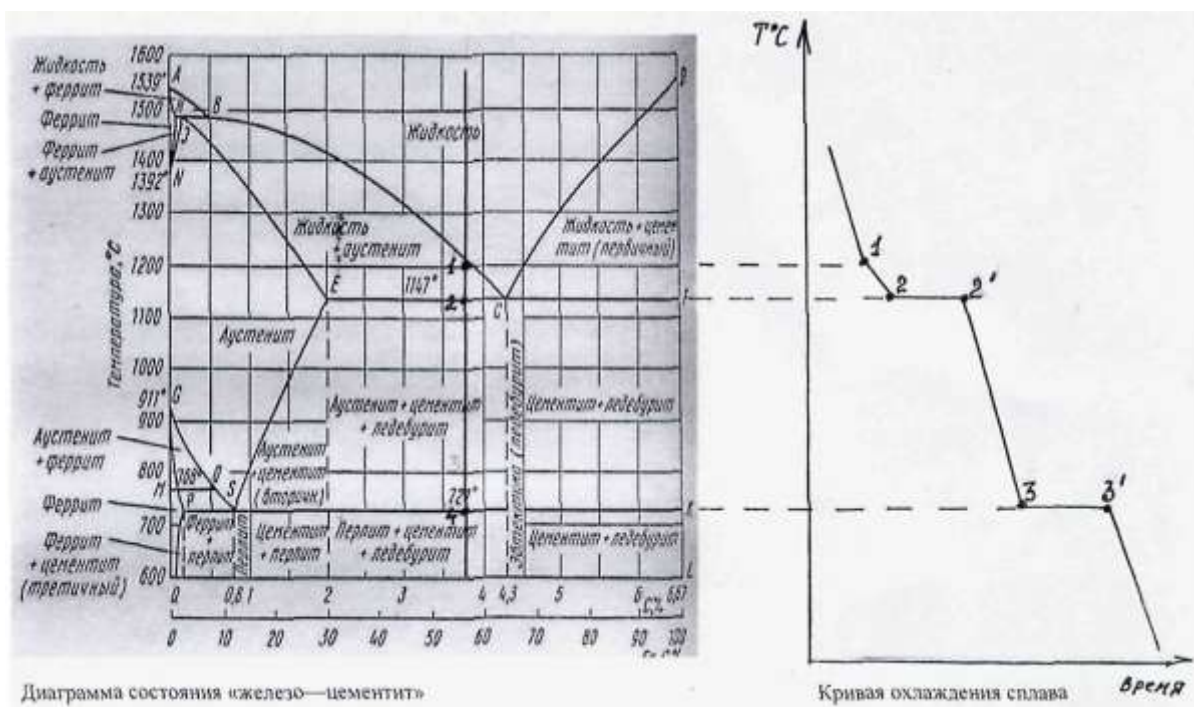 Жидкость
+ феррит
Феррит
Феррит
+ аустенит
Аустенит
+ феррит
Феррит
Феррит
+ цементит
(третичный)
Температура, °С
1600
1539°
1500
1400
1392°
1300
1200
1100
1000
911°
900
800
700
600
A
B
N
Жидкость
D
Жидкость
+ аустенит
Жидкость + цемен
тит (первичный)
1
1147°
2
E
C
F
Аустенит
G
Аустенит + цементит
+ ледебурит
Цементит + ледебурит
Аустенит
+
цементит
(вторичн)
Эвтектика (ледебурит)
M
768°
O
P
S
K
Феррит
+
перлит
Перлит
Цементит
+ перлит
Перлит + цементит
+ ледебурит
Цементит + ледебурит
L
0 0,8 1 2 3 4 4,3 5 6 6,67
C,%
0 10 20 30 40 50 60 70 80 90 100
Диаграмма состояния «железо—цементит»
T°C
1
2
2'
3
3'
время
Кривая охлаждения сплава